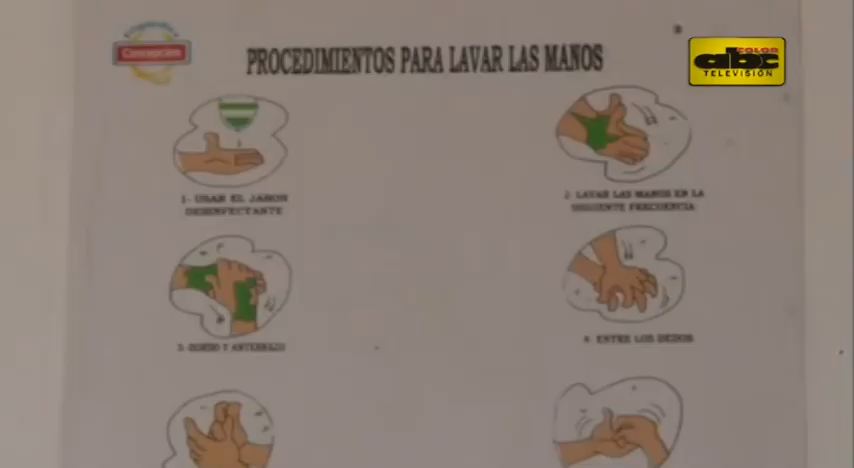 Concepción
PROCEDIMIENTOS PARA LAVAR LAS MANOS
COLOR
abc
TELEVISIÓN
1- USAR EL JABON
DESINFECTANTE
2- LAVAR LAS MANOS EN LA
SIGUIENTE FRECUENCIA
3- DORSO Y ANTEBRAZO
4- ENTRE LOS DEDOS